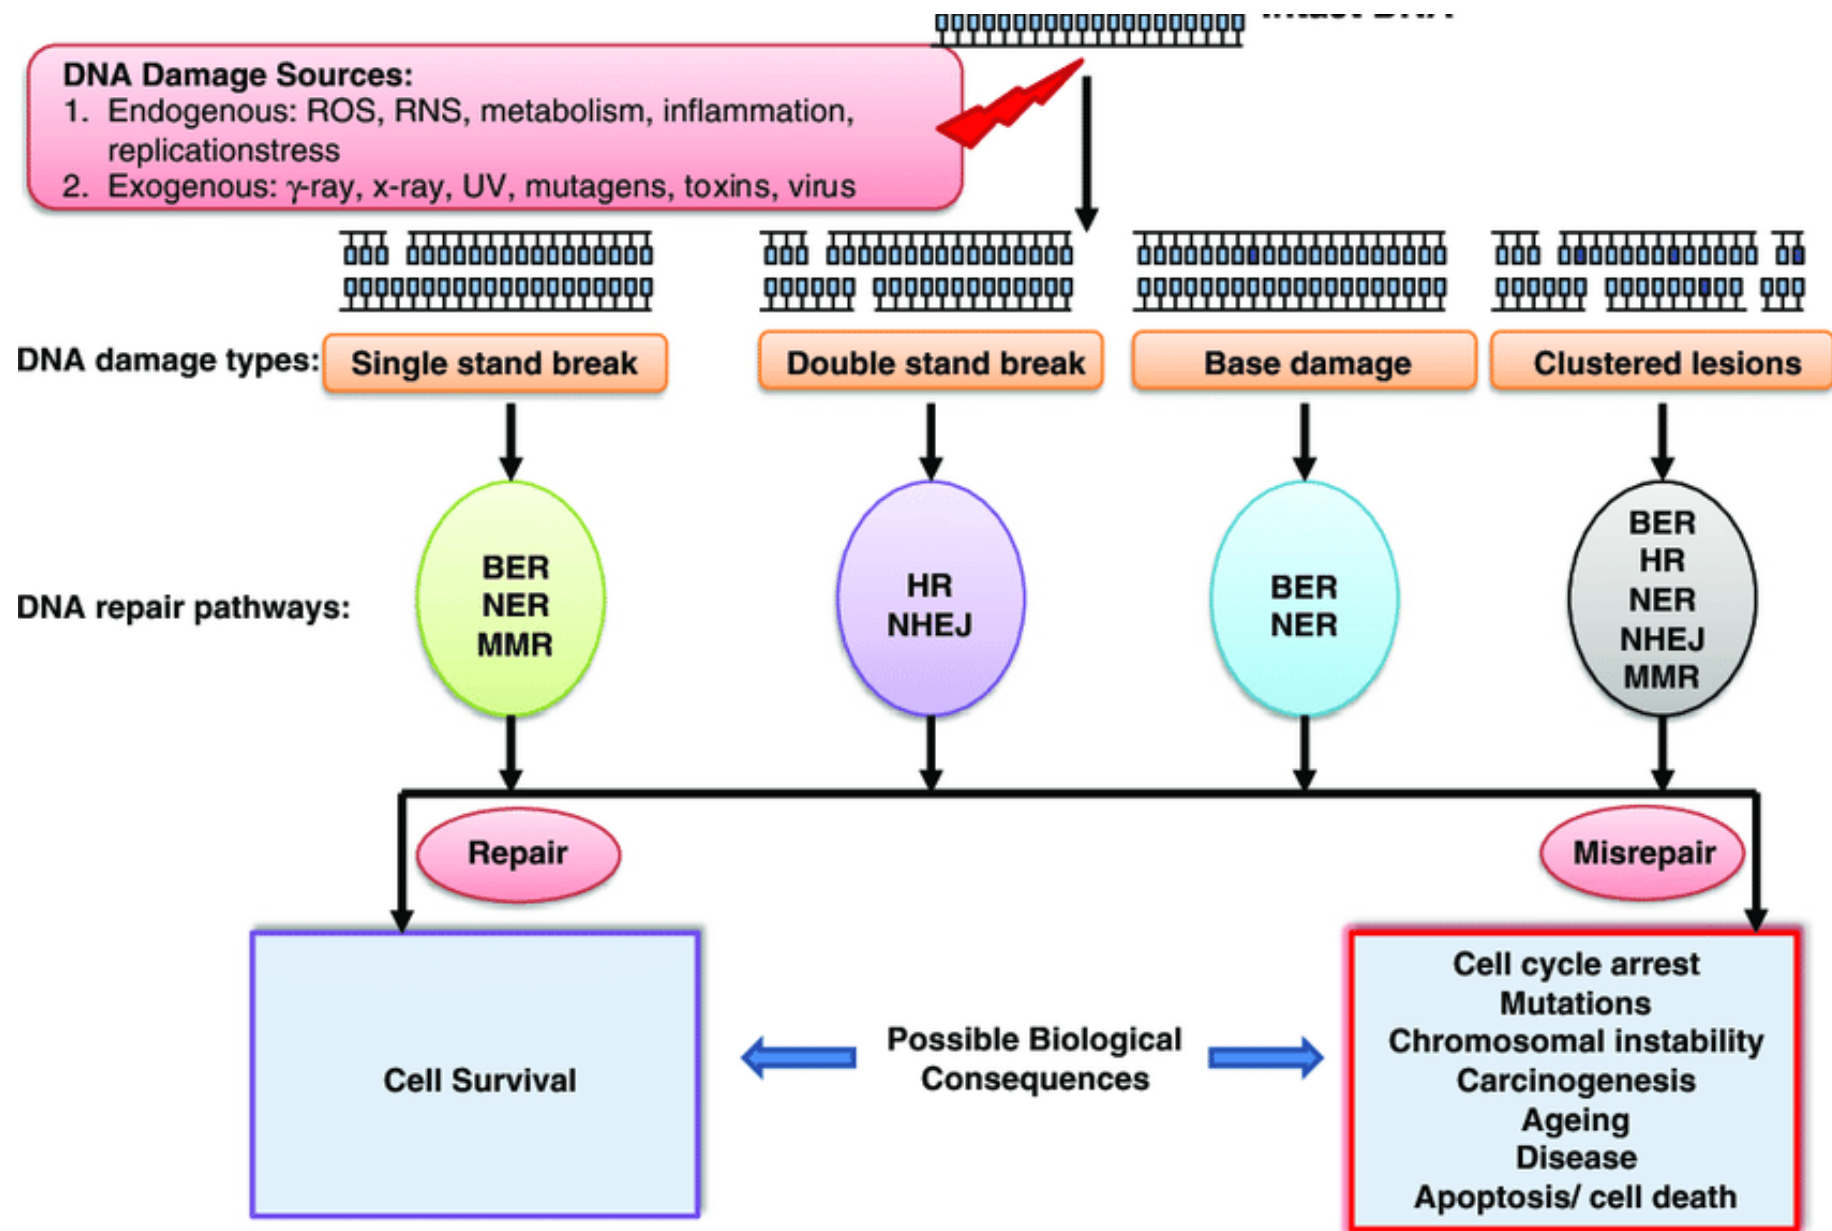 Intact DNA
DNA Damage Sources:
1. Endogenous: ROS, RNS, metabolism, inflammation,
replicationstress
2. Exogenous: γ-ray, x-ray, UV, mutagens, toxins, virus
DNA damage types:
Single stand break
Double stand break
Base damage
Clustered lesions
DNA repair pathways:
BER
NER
MMR
HR
NHEJ
BER
NER
BER
HR
NER
NHEJ
MMR
Repair
Misrepair
Cell Survival
Possible Biological
Consequences
Cell cycle arrest
Mutations
Chromosomal instability
Carcinogenesis
Ageing
Disease
Apoptosis/ cell death